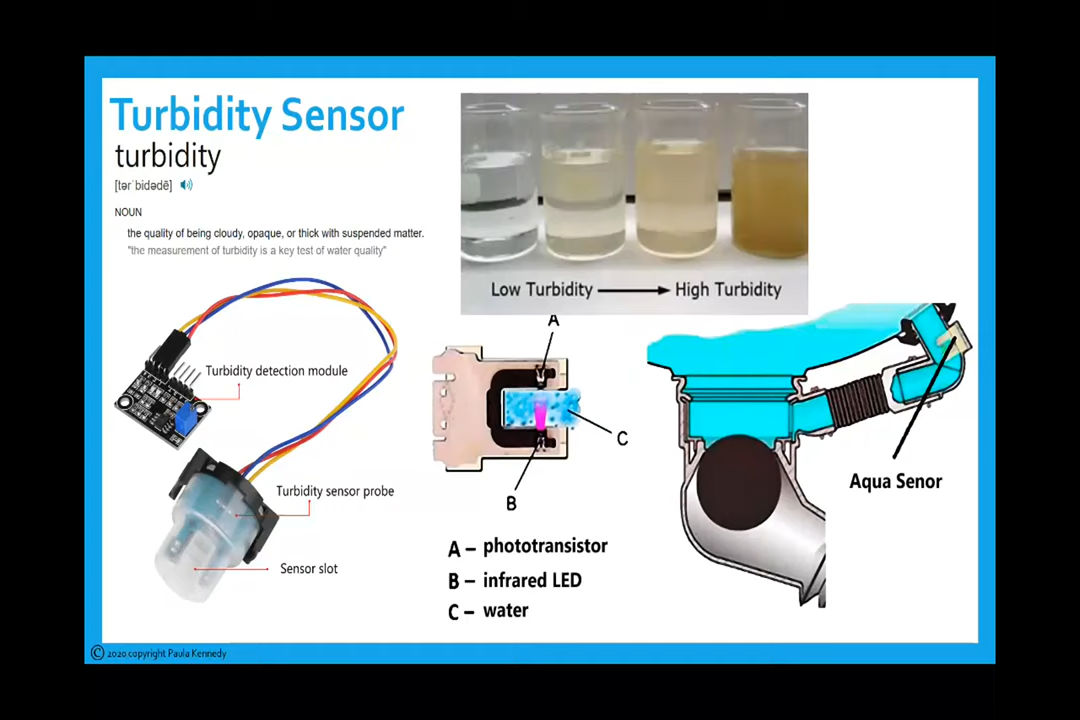 Turbidity Sensor
turbidity
[tərˈbidədē]
NOUN
the quality of being cloudy, opaque, or thick with suspended matter.
"the measurement of turbidity is a key test of water quality"
Low Turbidity
High Turbidity
Turbidity detection module
Turbidity sensor probe
Sensor slot
A
C
B
A – phototransistor
B – infrared LED
C – water
Aqua Senor
© 2020 copyright Paula Kennedy